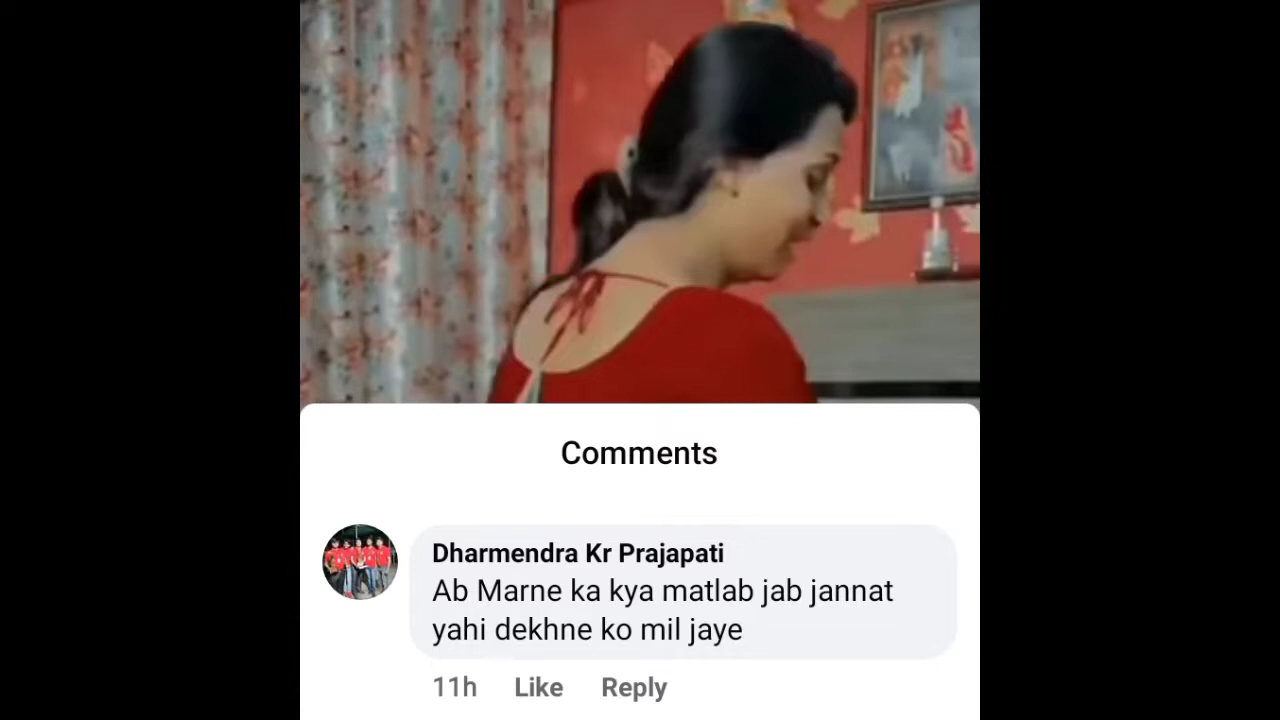 Comments
Dharmendra Kr Prajapati
Ab Marne ka kya matlab jab jannat
yahi dekhne ko mil jaye
11h Like Reply